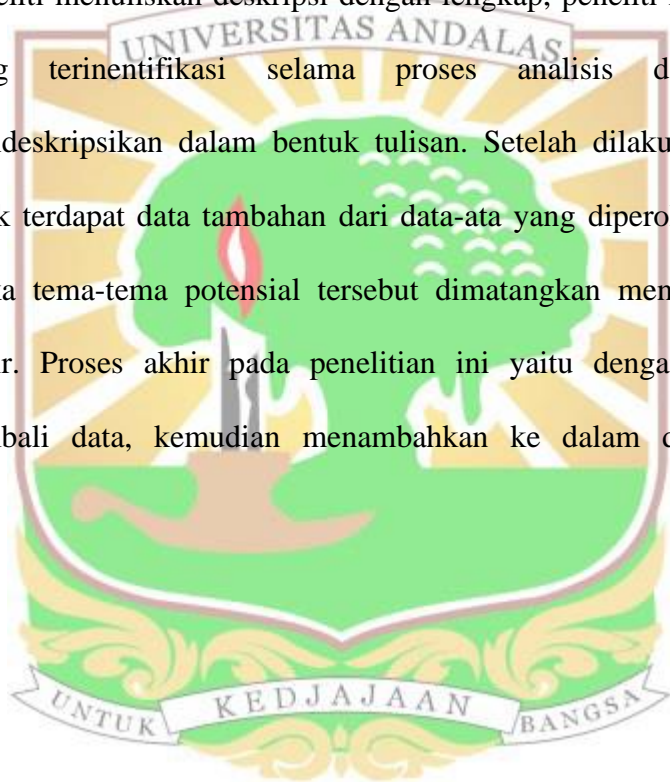 nti menuliskan deskripsi dengan lengkap, peneliti
UNIVERSITAS ANDALAS
g terinentifikasi selama proses analisis d
deskripsikan dalam bentuk tulisan. Setelah dilaku
k terdapat data tambahan dari data-ata yang dipero
a tema-tema potensial tersebut dimatangkan men
r. Proses akhir pada penelitian ini yaitu denga
bali data, kemudian menambahkan ke dalam d
UNTUK KEDJAJAAN BANGSA